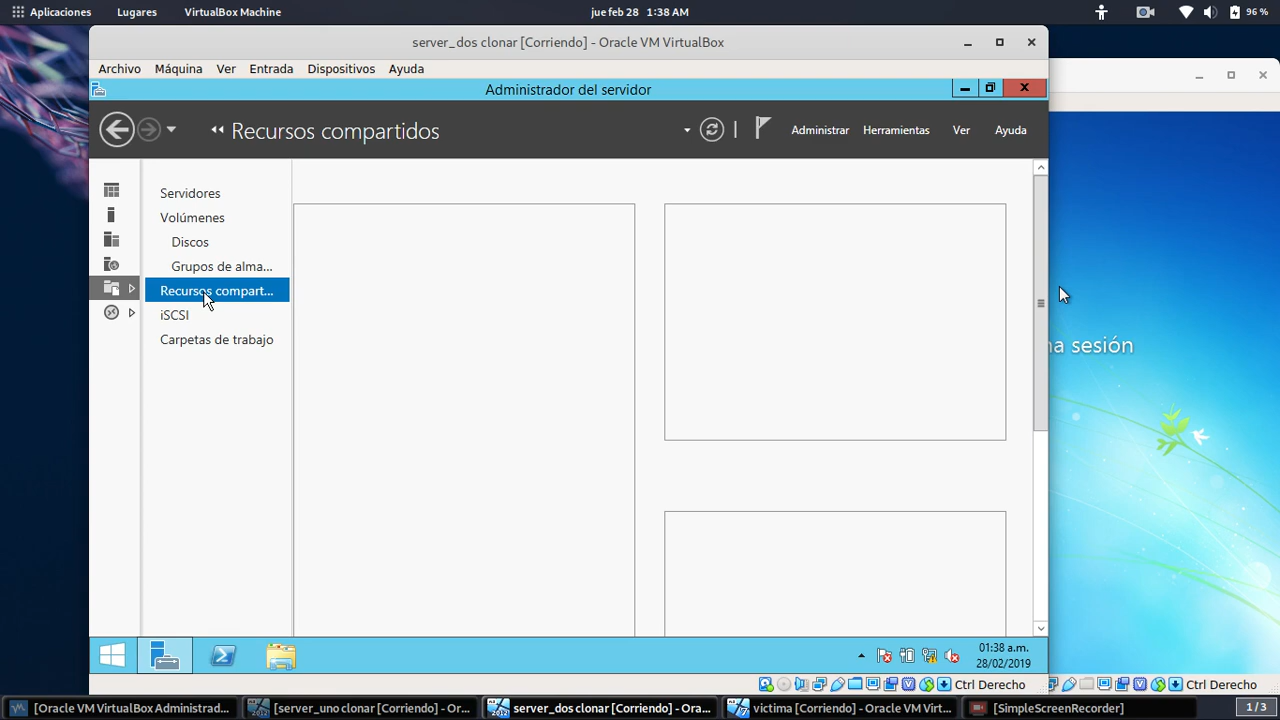 Aplicaciones Lugares VirtualBox Machine jue feb 28 1:38 AM 96 %
server_dos clonar [Corriendo] - Oracle VM VirtualBox
Archivo Máquina Ver Entrada Dispositivos Ayuda
Administrador del servidor
Recursos compartidos Administrar Herramientas Ver Ayuda
Servidores
Volúmenes
Discos
Grupos de alma...
Recursos compart...
iSCSI
Carpetas de trabajo
na sesión
01:38 a.m.
28/02/2019
Ctrl Derecho Ctrl Derecho
[Oracle VM VirtualBox Administrad... [server_uno clonar [Corriendo] - Or... server_dos clonar [Corriendo] - Ora... victima [Corriendo] - Oracle VM Virt... [SimpleScreenRecorder] 1/3